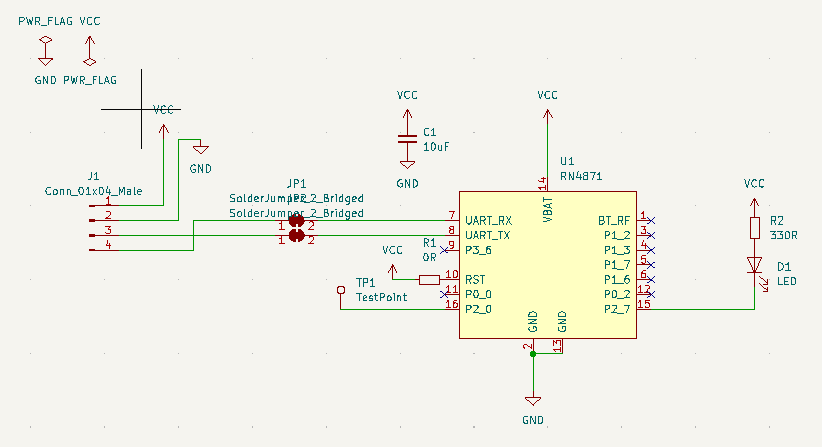 PWR_FLAG VCC
GND PWR_FLAG
VCC
GND
J1
Conn_01x04_Male
1
2
3
4
JP1
SolderJumper_2_Bridged
JP2
SolderJumper_2_Bridged
1 2
1 2
VCC
C1
10uF
GND
VCC
U1
RN4871
14
VBAT
7 UART_RX
8 UART_TX
9 P3_6
10 RST
11 P0_0
16 P2_0
BT_RF 1
P1_2 3
P1_3 4
P1_7 5
P1_6 6
P0_2 12
P2_7 15
GND
GND
2
13
GND
R1
0R
VCC
TP1
TestPoint
VCC
R2
330R
D1
LED